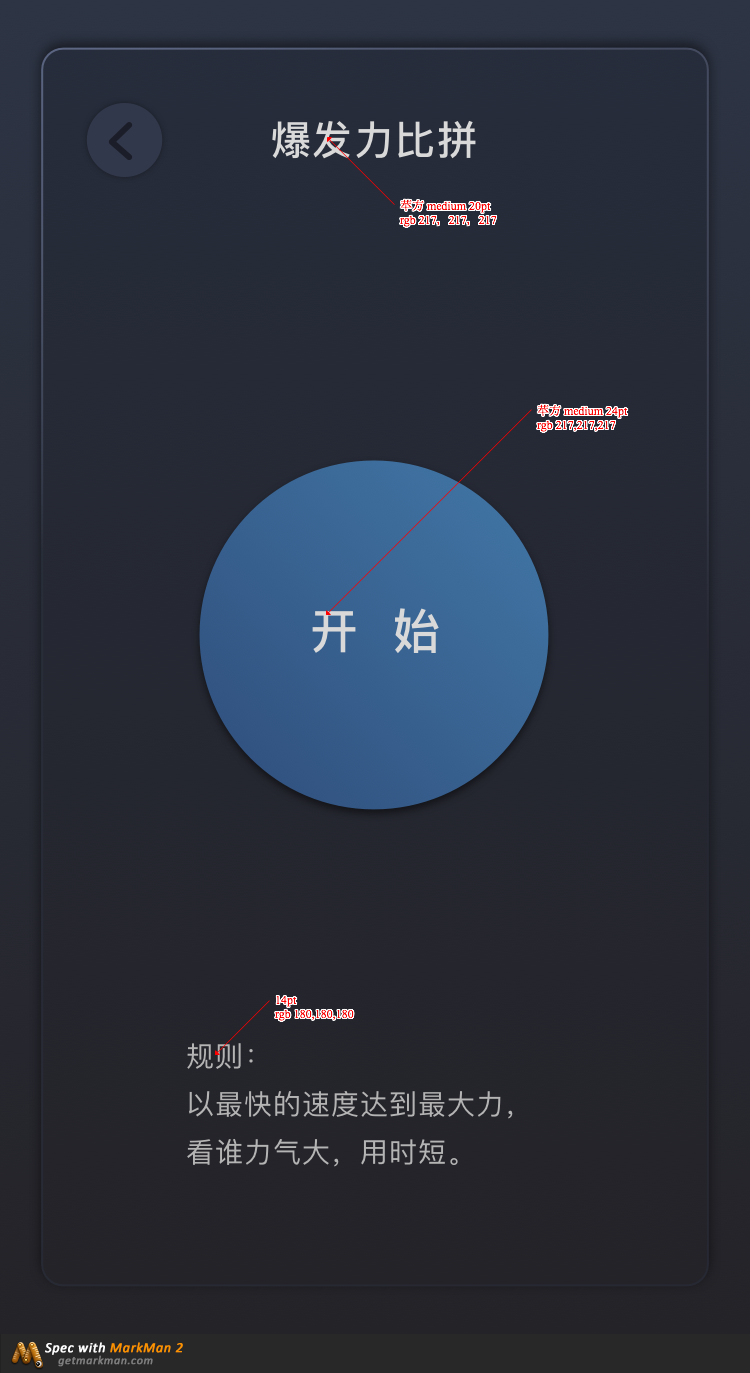 爆发力比拼
苹方 medium 20pt
rgb 217，217，217
苹方 medium 24pt
rgb 217,217,217
开 始
14pt
rgb 180,180,180
规则：
以最快的速度达到最大力，
看谁力气大，用时短。
Spec with MarkMan 2
getmarkman.com